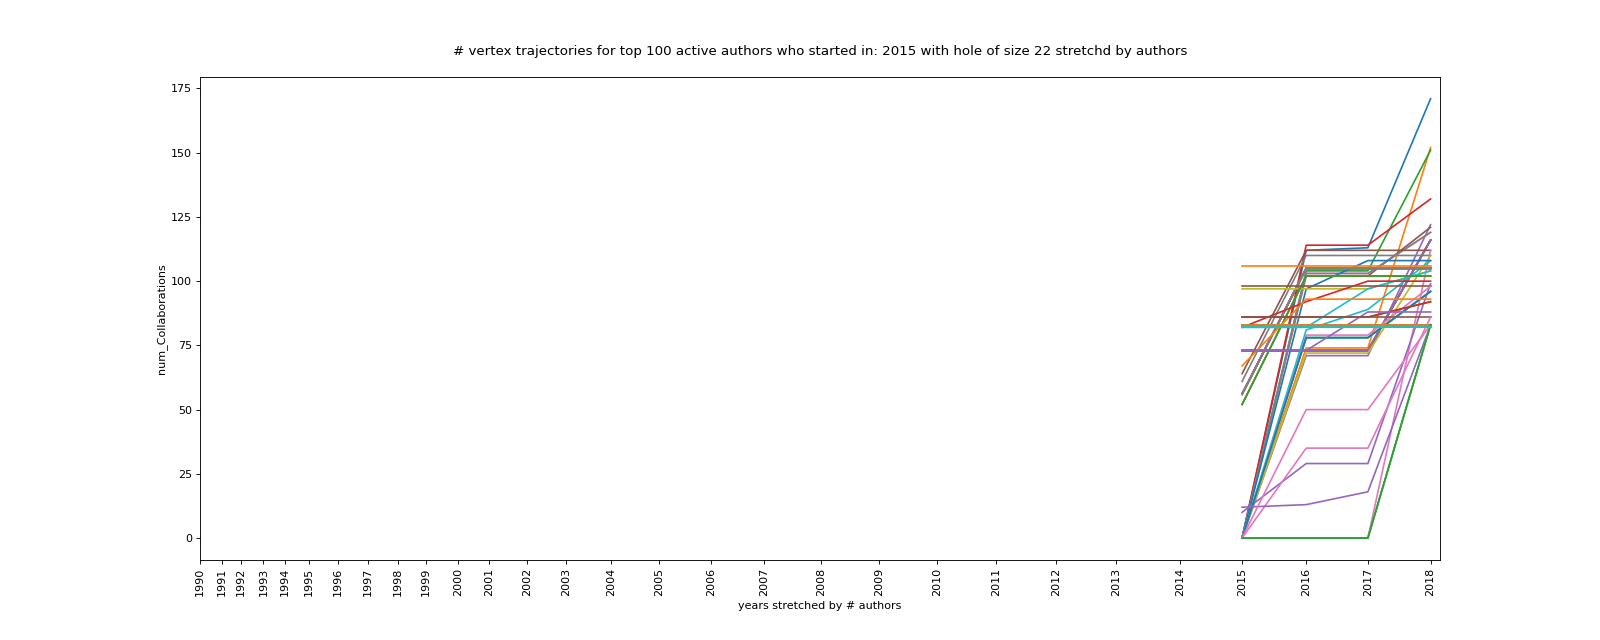 # vertex trajectories for top 100 active authors who started in: 2015 with hole of size 22 stretchd by authors
175
150
125
100
75
50
25
0
num_Collaborations
1990 1991 1992 1993 1994 1995 1996 1997 1998 1999 2000 2001 2002 2003 2004 2005 2006 2007 2008 2009 2010 2011 2012 2013 2014 2015 2016 2017 2018
years stretched by # authors